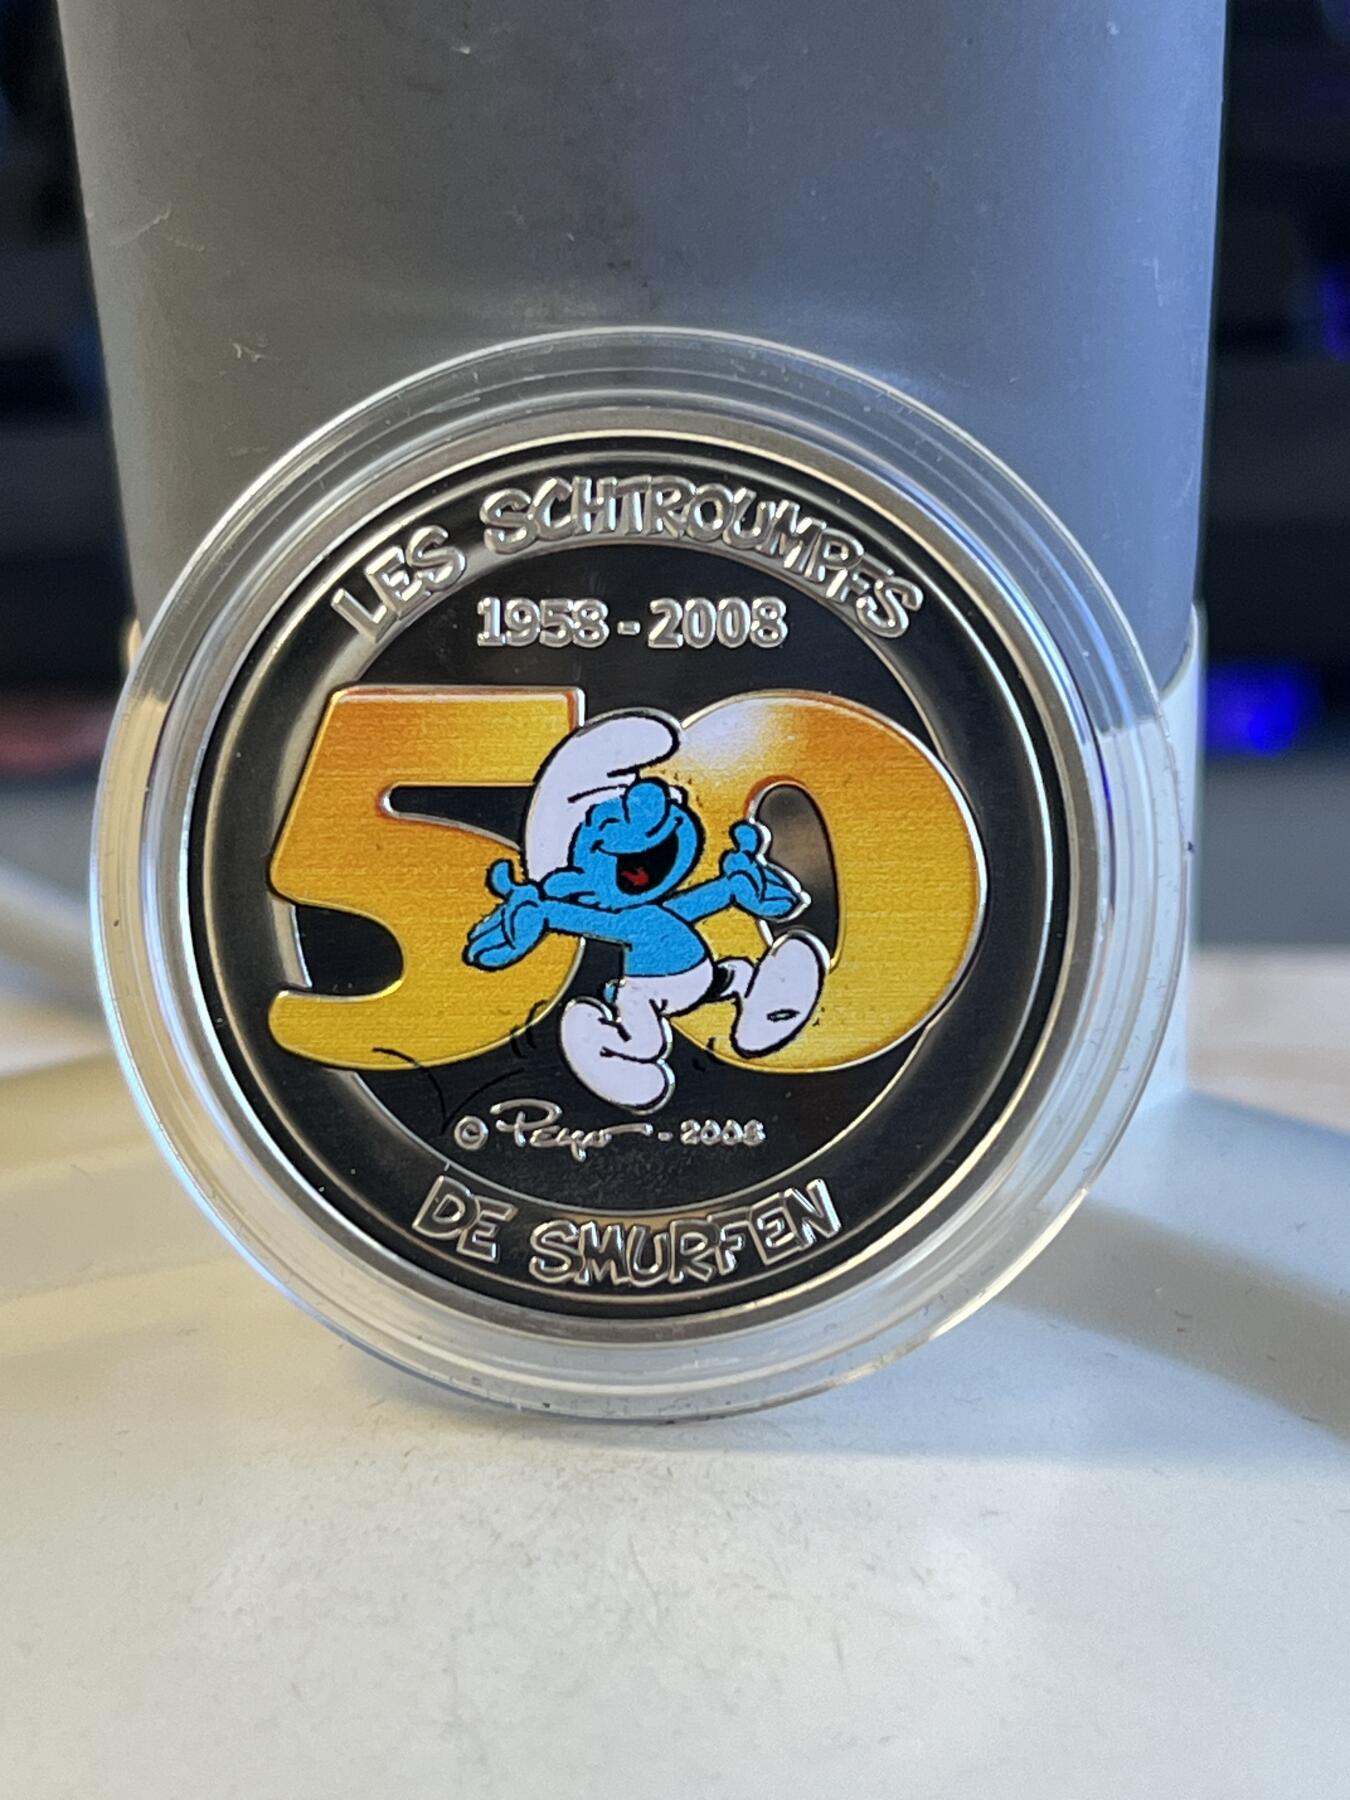 LES SCHTROUMPFS
1958-2008
50
© Peyo - 2008
DE SMURFEN